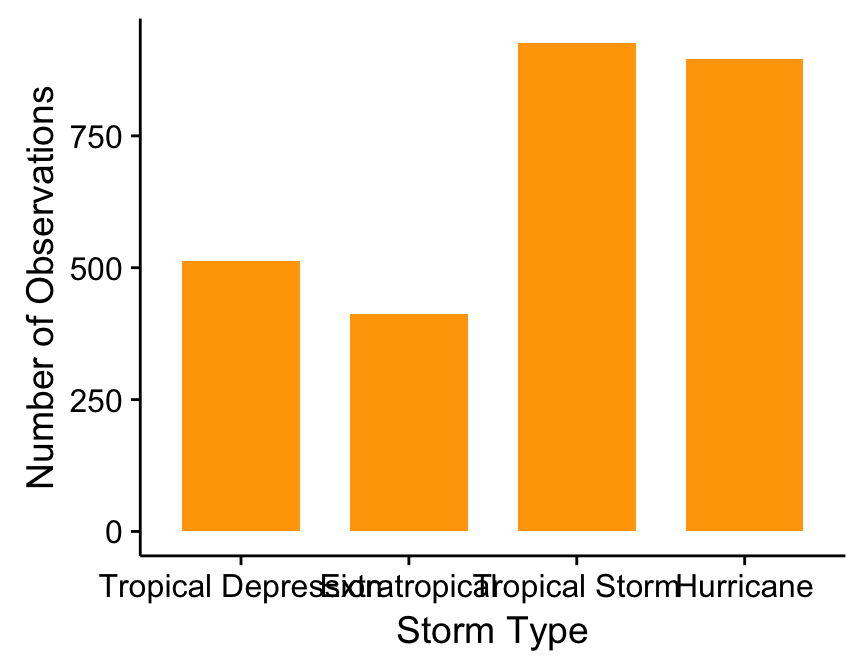 Number of Observations
750
500
250
0
Tropical Depression Extratropical Tropical Storm Hurricane
Storm Type